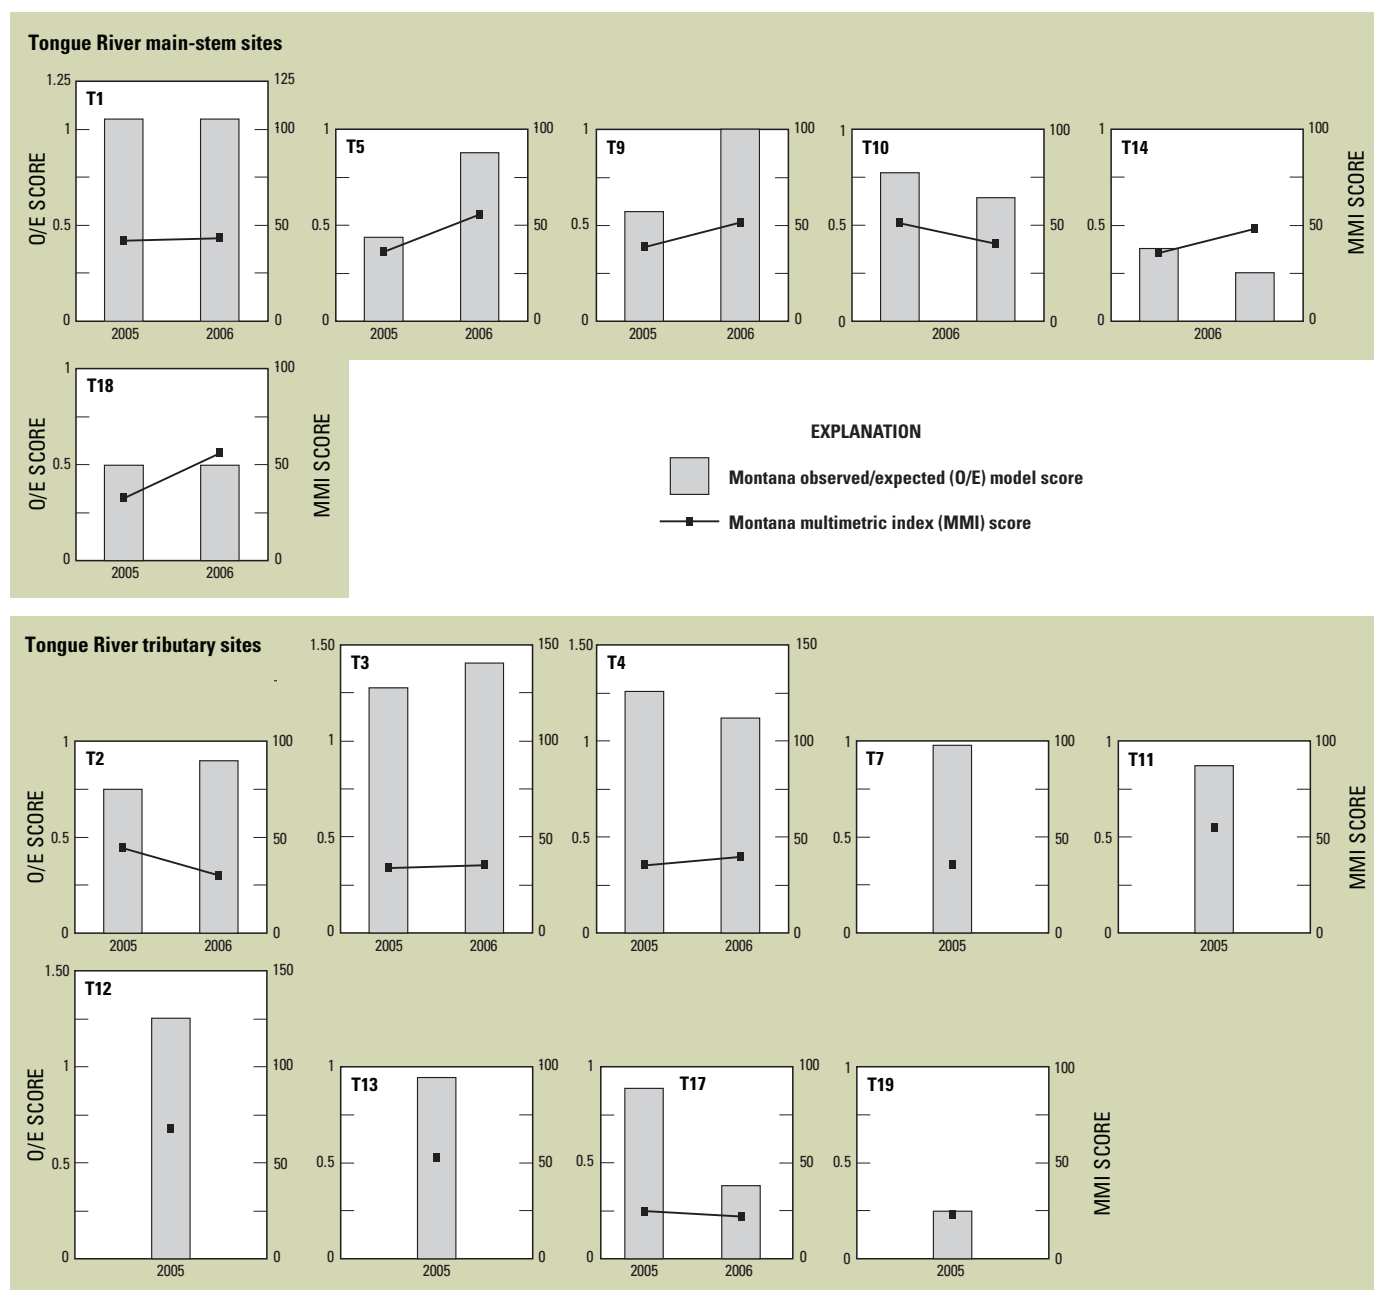 Tongue River main-stem sites
1.25 125
T1
1 100
O/E SCORE
0.5 50
0 0
2005 2006
1 100
T5
0.5 50
0 0
2005 2006
1 100
T9
0.5 50
0 0
2005 2006
1 100
T10
0.5 50
0 0
2006
1 100
T14
0.5 50
0 0
2006
MMI SCORE
1 100
T18
O/E SCORE
0.5 50
MMI SCORE
0 0
2005 2006
EXPLANATION
Montana observed/expected (O/E) model score
Montana multimetric index (MMI) score
Tongue River tributary sites
1 100
T2
O/E SCORE
0.5 50
0 0
2005 2006
1.50 150
T3
1 100
0.5 50
0 0
2005 2006
1.50 150
T4
1 100
0.5 50
0 0
2005 2006
1 100
T7
0.5 50
0 0
2005
1 100
T11
0.5 50
0 0
2005
MMI SCORE
1.50 150
T12
1 100
O/E SCORE
0.5 50
0 0
2005
1 100
T13
0.5 50
0 0
2005
1 100
T17
0.5 50
0 0
2005 2006
1 100
T19
0.5 50
0 0
2005
MMI SCORE